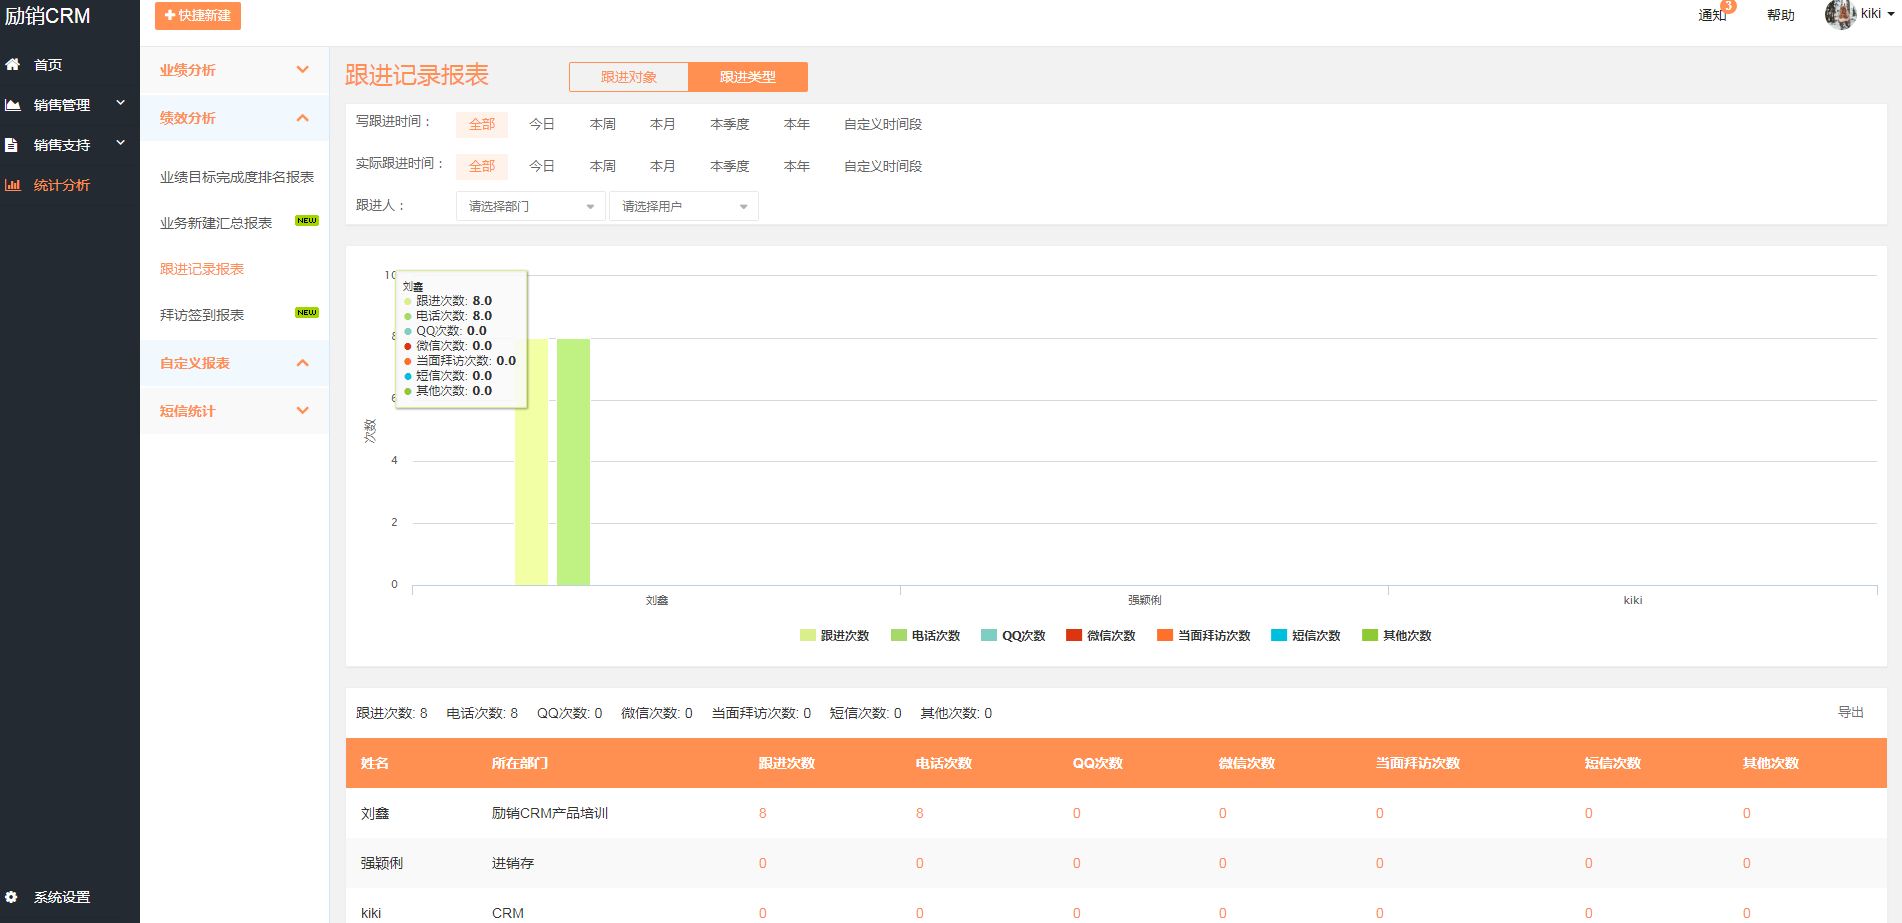 励销CRM
快捷新建
通知
3
帮助
kiki
首页
销售管理
销售支持
统计分析
系统设置
业绩分析
绩效分析
业绩目标完成度排名报表
业务新建汇总报表 NEW
跟进记录报表
拜访签到报表 NEW
自定义报表
短信统计
跟进记录报表
跟进对象 跟进类型
写跟进时间： 全部 今日 本周 本月 本季度 本年 自定义时间段
实际跟进时间： 全部 今日 本周 本月 本季度 本年 自定义时间段
跟进人： 请选择部门 请选择用户
次数
10
8
6
4
2
0
刘鑫
跟进次数: 8.0
电话次数: 8.0
QQ次数: 0.0
微信次数: 0.0
当面拜访次数: 0.0
短信次数: 0.0
其他次数: 0.0
刘鑫 强颖俐 kiki
跟进次数 电话次数 QQ次数 微信次数 当面拜访次数 短信次数 其他次数
跟进次数: 8 电话次数: 8 QQ次数: 0 微信次数: 0 当面拜访次数: 0 短信次数: 0 其他次数: 0 导出
姓名 所在部门 跟进次数 电话次数 QQ次数 微信次数 当面拜访次数 短信次数 其他次数
刘鑫 励销CRM产品培训 8 8 0 0 0 0 0
强颖俐 进销存 0 0 0 0 0 0 0
kiki CRM 0 0 0 0 0 0 0